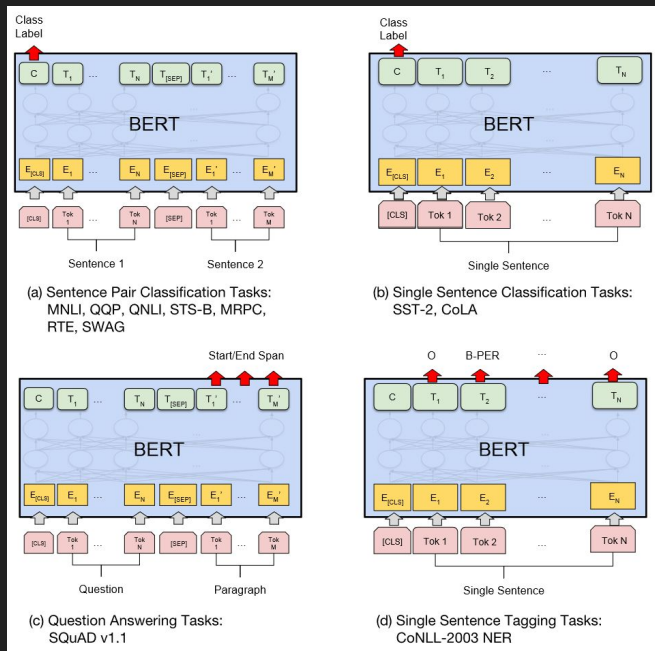 Class
Label
C T1 ... TN T[SEP] T1' ... TM'
BERT
E[CLS] E1 ... EN E[SEP] E1' ... EM'
[CLS] Tok 1 ... Tok N [SEP] Tok 1 ... Tok M
Sentence 1 Sentence 2
(a) Sentence Pair Classification Tasks:
MNLI, QQP, QNLI, STS-B, MRPC,
RTE, SWAG
Class
Label
C T1 T2 ... TN
BERT
E[CLS] E1 E2 ... EN
[CLS] Tok 1 Tok 2 ... Tok N
Single Sentence
(b) Single Sentence Classification Tasks:
SST-2, CoLA
Start/End Span
C T1 ... TN T[SEP] T1' ... TM'
BERT
E[CLS] E1 ... EN E[SEP] E1' ... EM'
[CLS] Tok 1 ... Tok N [SEP] Tok 1 ... Tok M
Question Paragraph
(c) Question Answering Tasks:
SQuAD v1.1
O B-PER ... O
C T1 T2 ... TN
BERT
E[CLS] E1 E2 ... EN
[CLS] Tok 1 Tok 2 ... Tok N
Single Sentence
(d) Single Sentence Tagging Tasks:
CoNLL-2003 NER